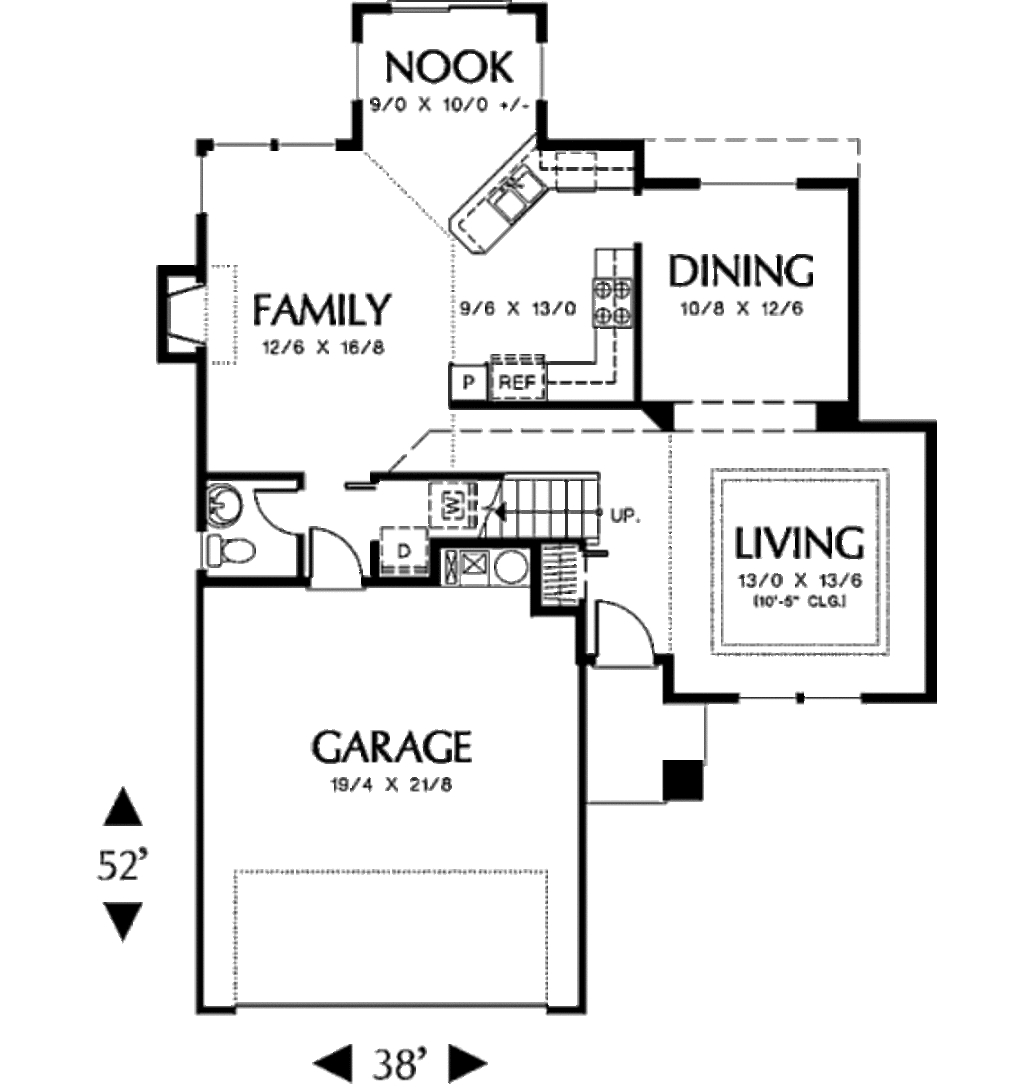 NOOK
9/0 X 10/0 +/-
DINING
10/8 X 12/6
FAMILY
12/6 X 16/8
9/6 X 13/0
P
REF
W
D
UP.
LIVING
13/0 X 13/6
(10'-5" CLG.)
GARAGE
19/4 X 21/8
52'
38'